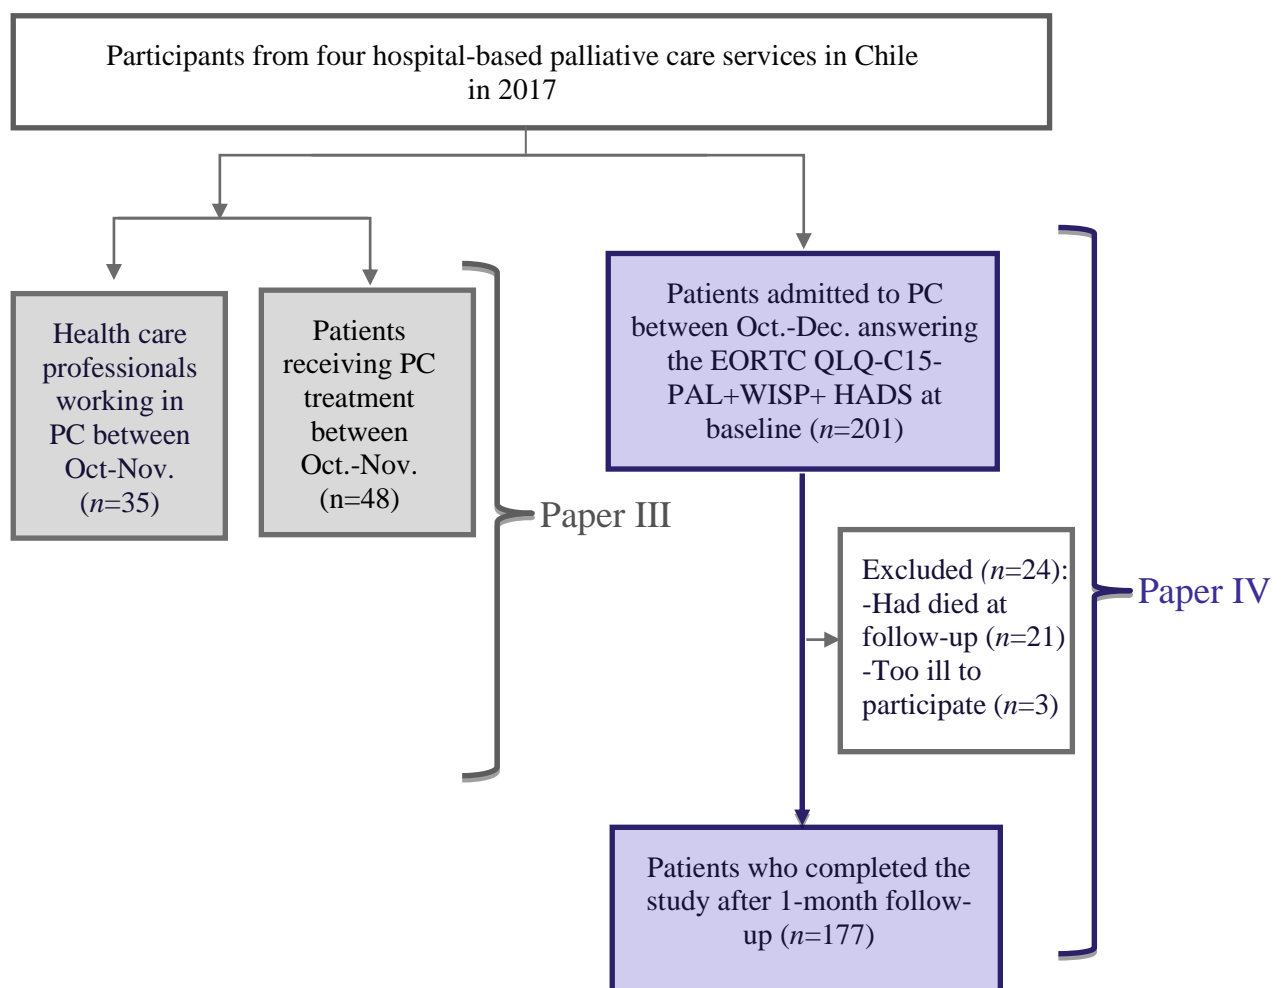 Participants from four hospital-based palliative care services in Chile
in 2017
Health care
professionals
working in
PC between
Oct-Nov.
(n=35)
Patients
receiving PC
treatment
between
Oct.-Nov.
(n=48)
Paper III
Patients admitted to PC
between Oct.-Dec. answering
the EORTC QLQ-C15-
PAL+WISP+ HADS at
baseline (n=201)
Excluded (n=24):
-Had died at
follow-up (n=21)
-Too ill to
participate (n=3)
Paper IV
Patients who completed the
study after 1-month follow-
up (n=177)